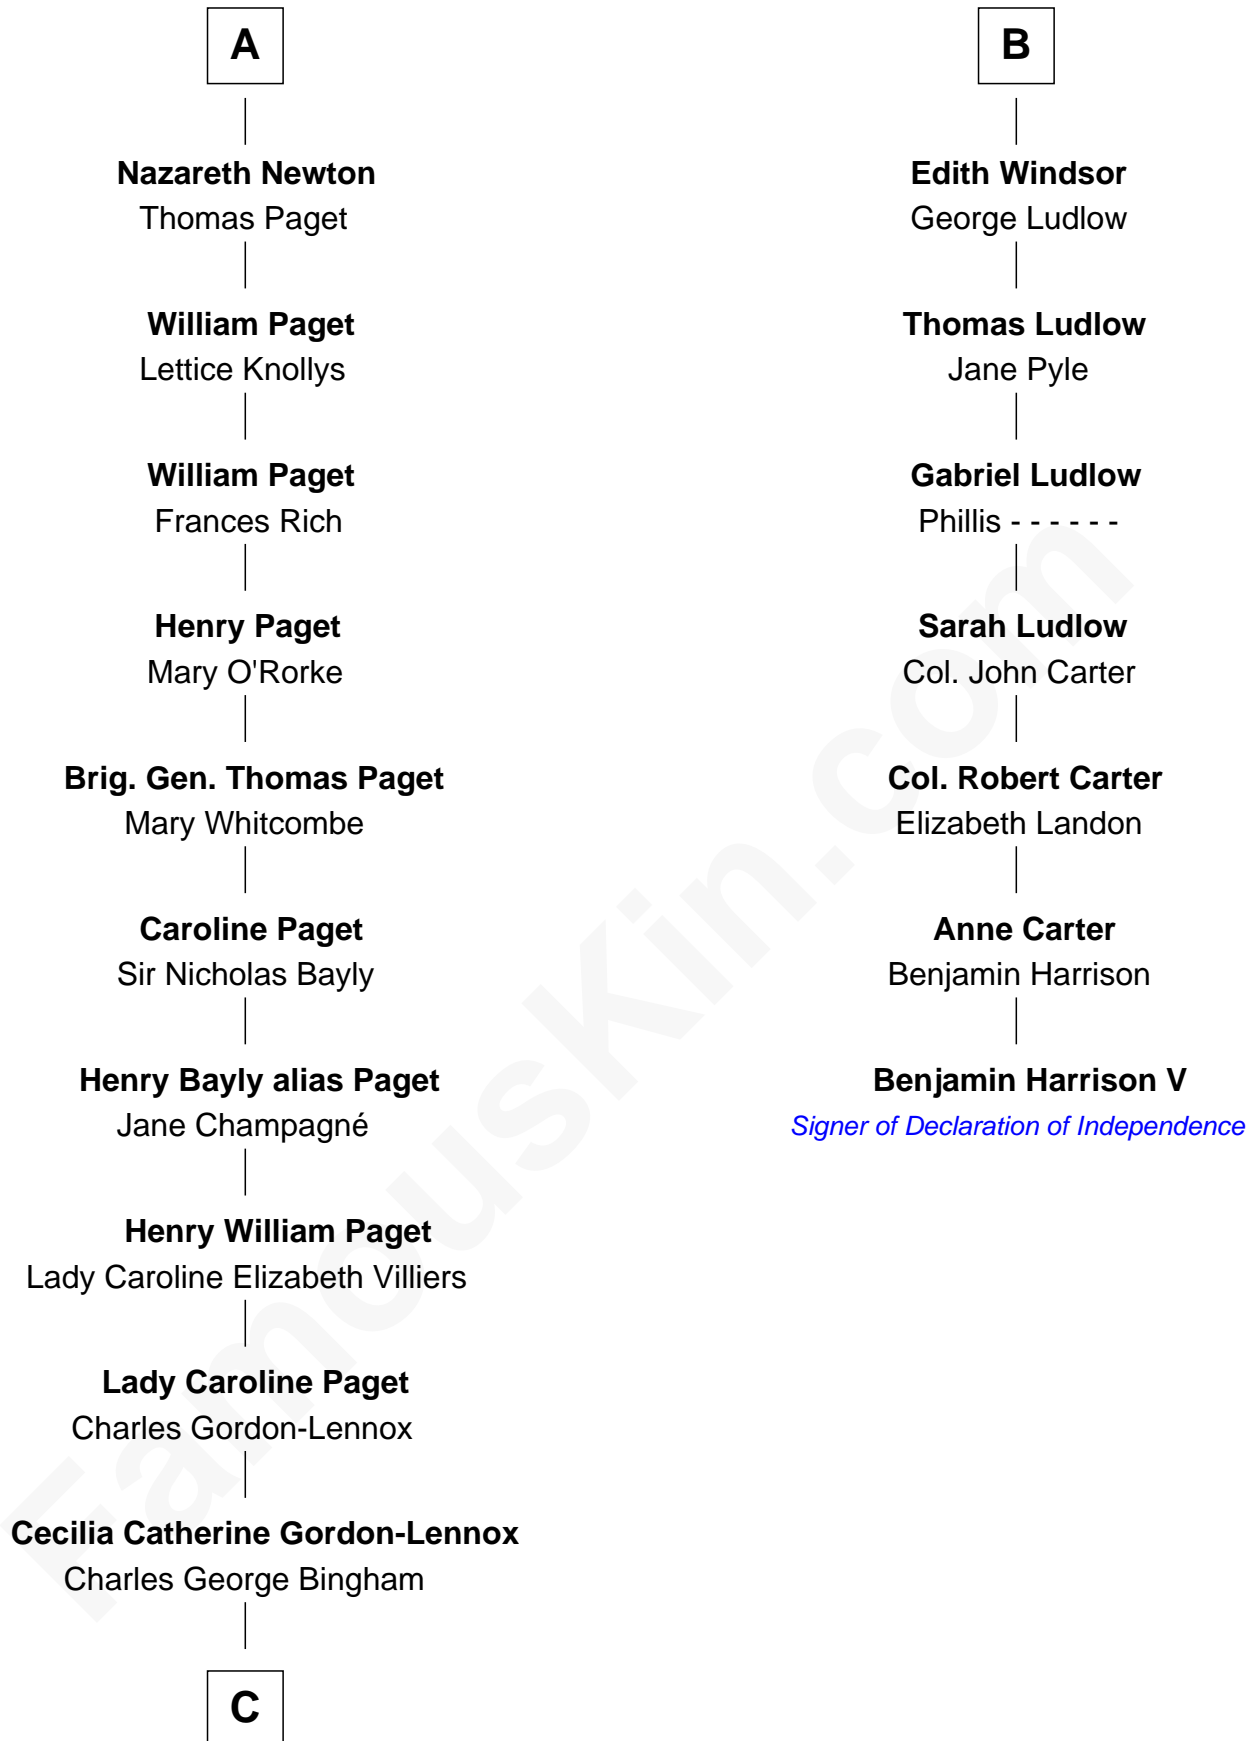 A
Nazareth Newton
Thomas Paget
William Paget
Lettice Knollys
William Paget
Frances Rich
Henry Paget
Mary O'Rorke
Brig. Gen. Thomas Paget
Mary Whitcombe
Caroline Paget
Sir Nicholas Bayly
Henry Bayly alias Paget
Jane Champagné
Henry William Paget
Lady Caroline Elizabeth Villiers
Lady Caroline Paget
Charles Gordon-Lennox
Cecilia Catherine Gordon-Lennox
Charles George Bingham
C
B
Edith Windsor
George Ludlow
Thomas Ludlow
Jane Pyle
Gabriel Ludlow
Phillis - - - - - -
Sarah Ludlow
Col. John Carter
Col. Robert Carter
Elizabeth Landon
Anne Carter
Benjamin Harrison
Benjamin Harrison V
Signer of Declaration of Independence
FamousKin.com